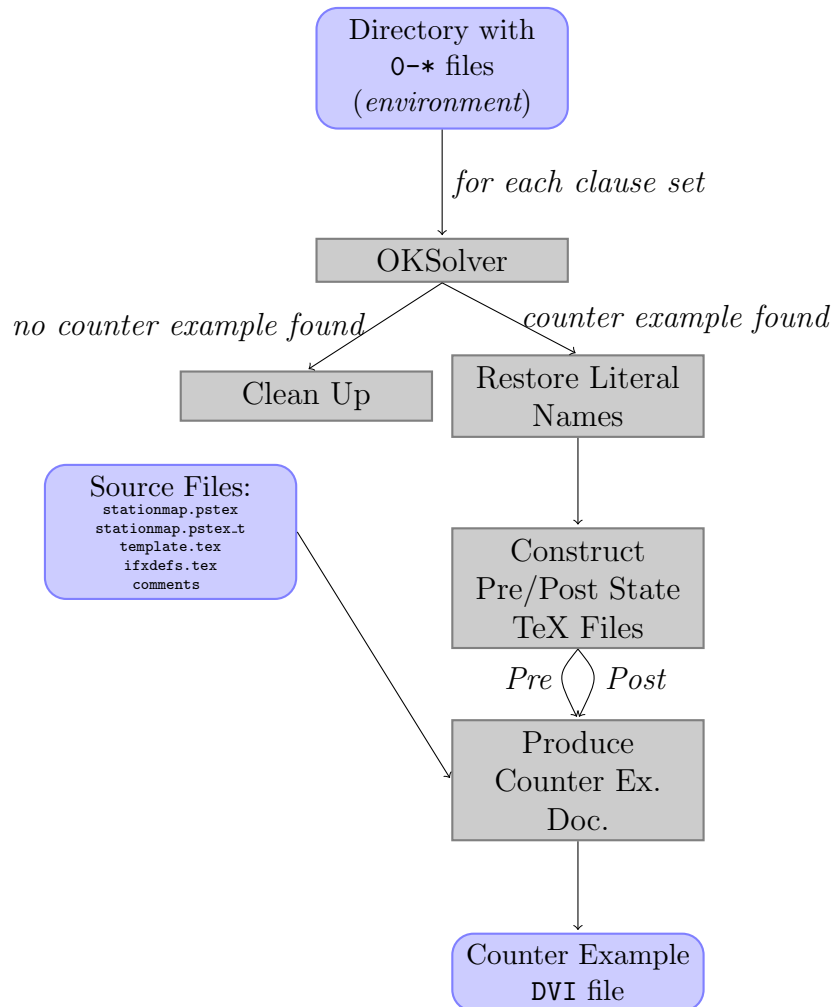 Directory with
0-* files
(environment)
for each clause set
OKSolver
no counter example found
counter example found
Clean Up
Restore Literal
Names
Source Files:
stationmap.pstex
stationmap.pstex_t
template.tex
ifxdefs.tex
comments
Construct
Pre/Post State
TeX Files
Pre
Post
Produce
Counter Ex.
Doc.
Counter Example
DVI file